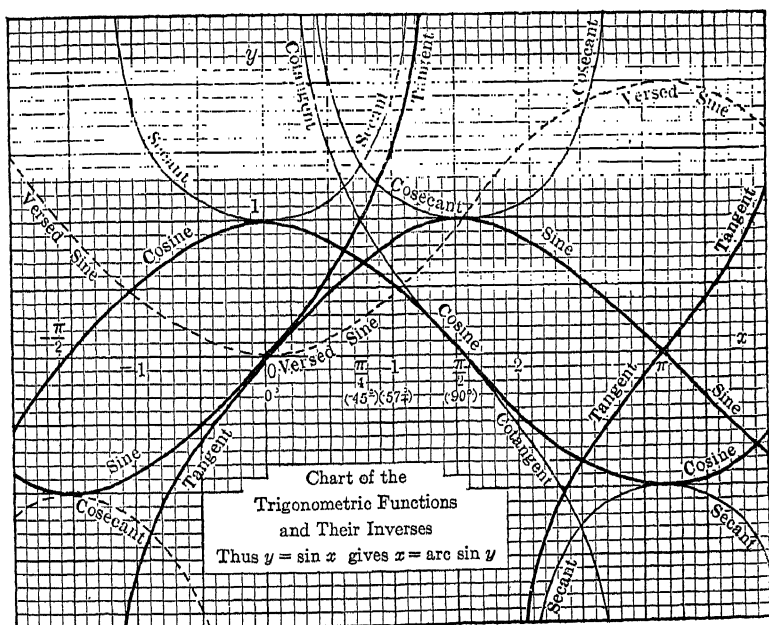 y
Cotangent
Secant
Tangent
Cosecant
Secant
Versed Sine
Versed Sine
Cosine
1
Cosecant
Sine
Tangent
-π/2
-1
0
0°
Versed Sine
π/4
(45°)
1
(57°
π/2
(90°)
Cosine
2
π
x
Tangent
Sine
Sine
Tangent
Cotangent
Cosine
Cosecant
Secant
Secant
Chart of the
Trigonometric Functions
and Their Inverses
Thus y = sin x gives x = arc sin y